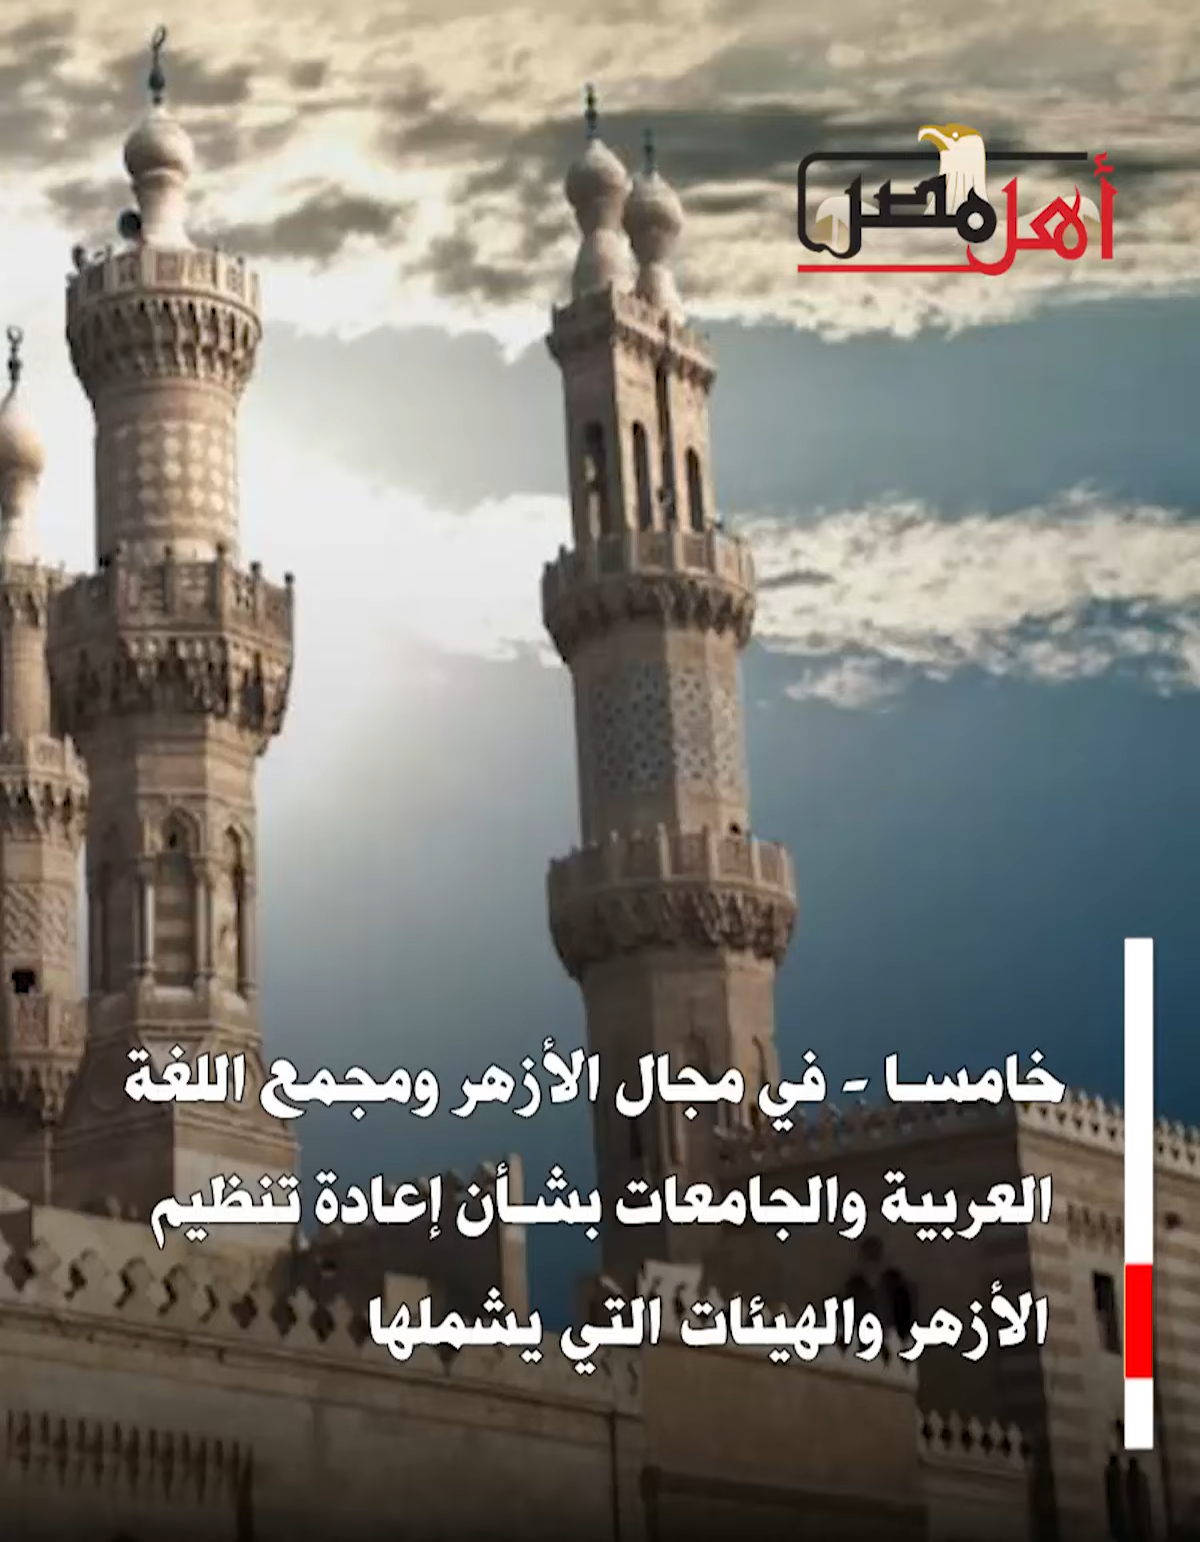 أهل مصر
خامسا - في مجال الأزهر ومجمع اللغة
العربية والجامعات بشأن إعادة تنظيم
الأزهر والهيئات التي يشملها